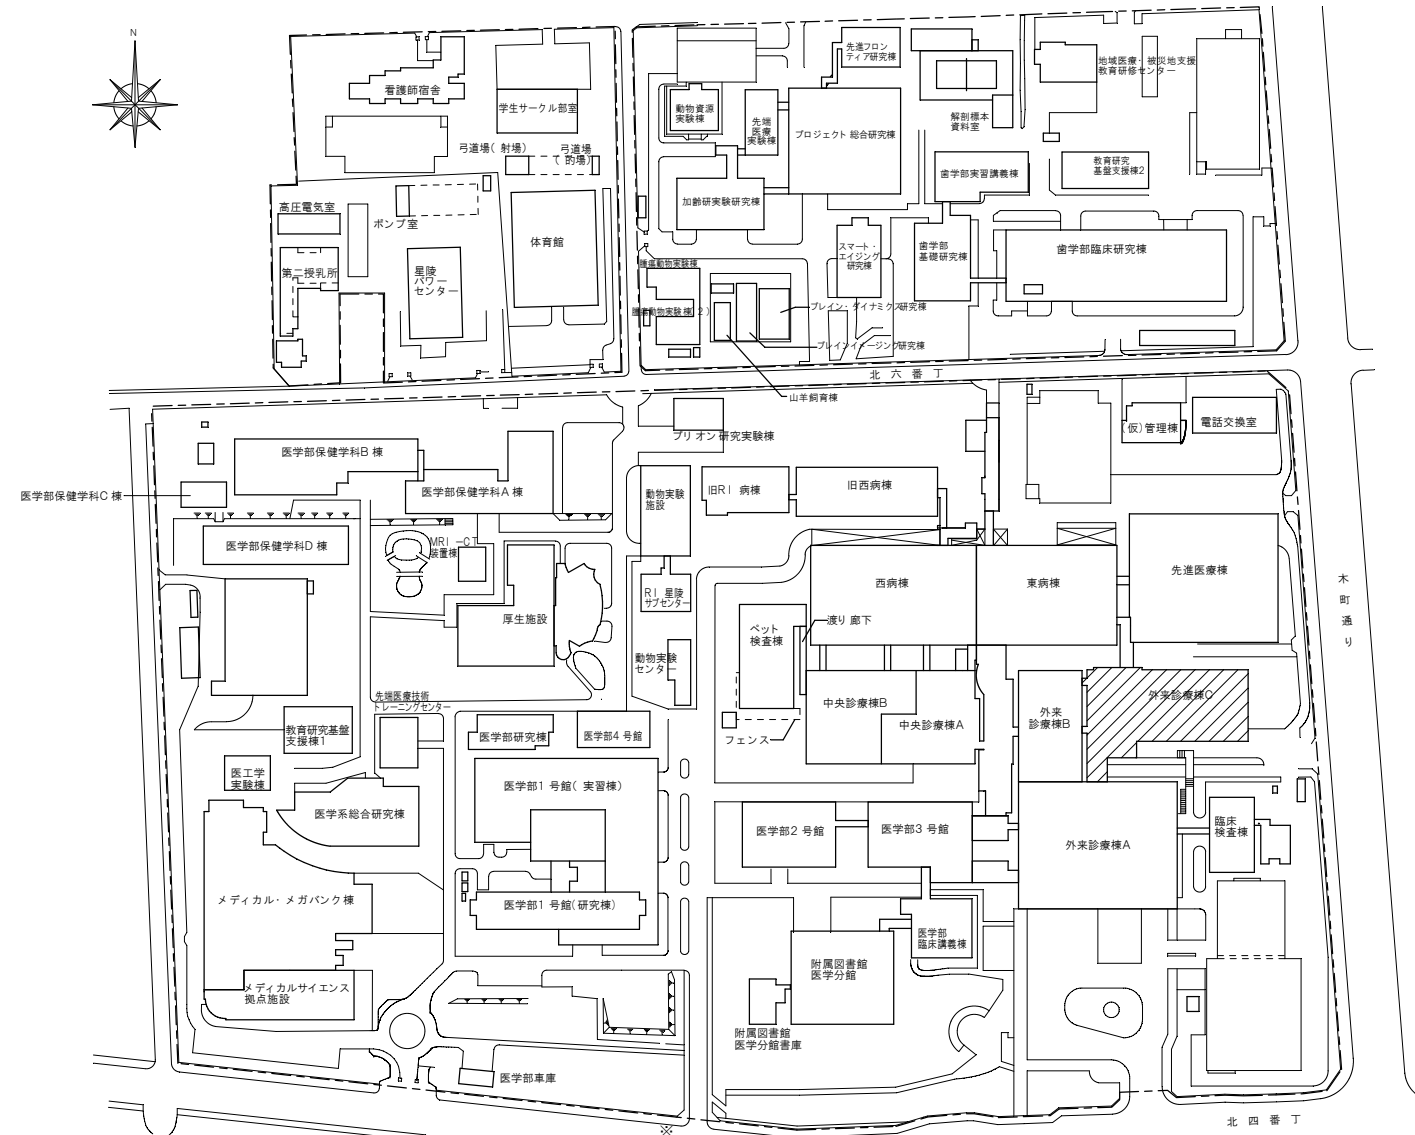 N
看護師宿舎
学生サークル部室
弓道場(射場)
弓道場
(的場)
高圧電気室
ポンプ室
体育館
第二授乳所
星陵
パワー
センター
先進フロン
ティア研究棟
地域医療・被災地支援
教育研修センター
動物資源
実験棟
先端
医療
実験棟
プロジェクト総合研究棟
解剖標本
資料室
歯学部実習講義棟
教育研究
基盤支援棟2
加齢研実験研究棟
スマート・
エイジング
研究棟
歯学部
基礎研究棟
歯学部臨床研究棟
腫瘍動物実験棟
腫瘍動物実験棟(2)
ブレイン・ダイナミクス研究棟
ブレインイメージング研究棟
北六番丁
山羊飼育棟
プリオン研究実験棟
(仮)管理棟
電話交換室
医学部保健学科B棟
医学部保健学科A棟
医学部保健学科C棟
医学部保健学科D棟
動物実験
施設
旧RI病棟
旧西病棟
MRI-CT
装置棟
西病棟
東病棟
先進医療棟
木町通り
RI星陵
サブセンター
厚生施設
ペット
検査棟
渡り廊下
動物実験
センター
先端医療技術
トレーニングセンター
中央診療棟B
中央診療棟A
外来
診療棟B
外来診療棟C
フェンス
教育研究基盤
支援棟1
医学部研究棟
医学部4号館
医工学
実験棟
医学部1号館(実習棟)
医学系総合研究棟
医学部2号館
医学部3号館
外来診療棟A
臨床
検査棟
メディカル・メガバンク棟
医学部1号館(研究棟)
医学部
臨床講義棟
附属図書館
医学分館
メディカルサイエンス
拠点施設
附属図書館
医学分館書庫
医学部車庫
北四番丁
※